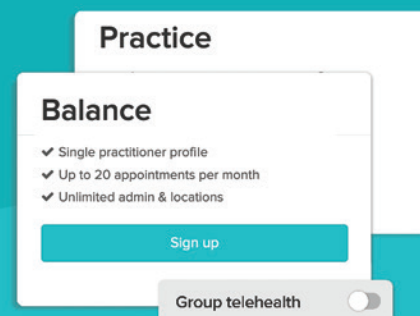 Practice
Balance
✔ Single practitioner profile
✔ Up to 20 appointments per month
✔ Unlimited admin & locations
Sign up
Group telehealth